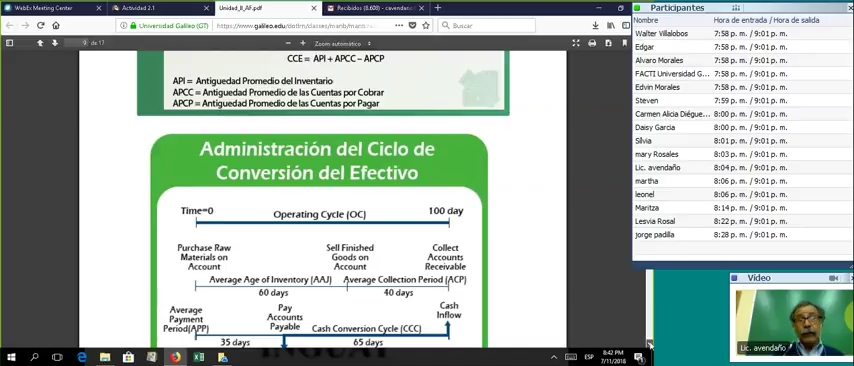 WebEx Meeting Center
Actividad 2.1
Unidad_8_AF.pdf
Recibidos (8.609) - cavendano
Universidad Galileo (GT)
https://www.galileo.edu/dotlrn/classes/manb/
Buscar
9 de 17
Zoom automático
CCE = API + APCC – APCP
API = Antiguedad Promedio del Inventario
APCC = Antiguedad Promedio de las Cuentas por Cobrar
APCP = Antiguedad Promedio de las Cuentas por Pagar
Administración del Ciclo de
Conversión del Efectivo
Time=0
Operating Cycle (OC)
100 day
Purchase Raw
Materials on
Account
Sell Finished
Goods on
Account
Collect
Accounts
Receivable
Average Age of Inventory (AAJ)
Average Collection Period (ACP)
60 days
40 days
Average
Payment
Period(APP)
Pay
Accounts
Payable
Cash
Inflow
Cash Conversion Cycle (CCC)
35 days
65 days
Participantes
Nombre Hora de entrada / Hora de salida
Walter Villalobos 7:58 p. m. / 9:01 p. m.
Edgar 7:58 p. m. / 9:01 p. m.
Alvaro Morales 7:58 p. m. / 9:01 p. m.
FACTI Universidad G... 7:58 p. m. / 9:01 p. m.
Edvin Morales 7:58 p. m. / 9:01 p. m.
Steven 7:59 p. m. / 9:01 p. m.
Carmen Alicia Diégue... 8:00 p. m. / 9:01 p. m.
Daisy Garcia 8:00 p. m. / 9:01 p. m.
Silvia 8:01 p. m. / 9:01 p. m.
mary Rosales 8:03 p. m. / 9:01 p. m.
Lic. avendaño 8:04 p. m. / 9:01 p. m.
martha 8:06 p. m. / 9:01 p. m.
leonel 8:06 p. m. / 9:01 p. m.
Maritza 8:14 p. m. / 9:01 p. m.
Lesvia Rosal 8:22 p. m. / 9:01 p. m.
jorge padilla 8:28 p. m. / 9:01 p. m.
Video
Lic. avendaño
ESP
8:42 PM
7/11/2018